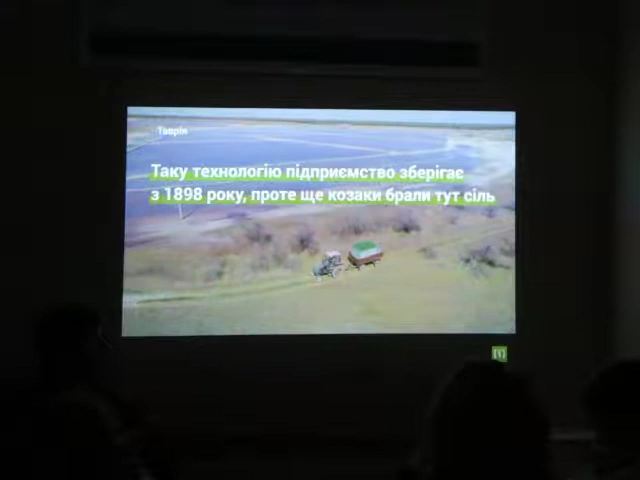 Таврія
Таку технологію підприємство зберігає
з 1898 року, проте ще козаки брали тут сіль